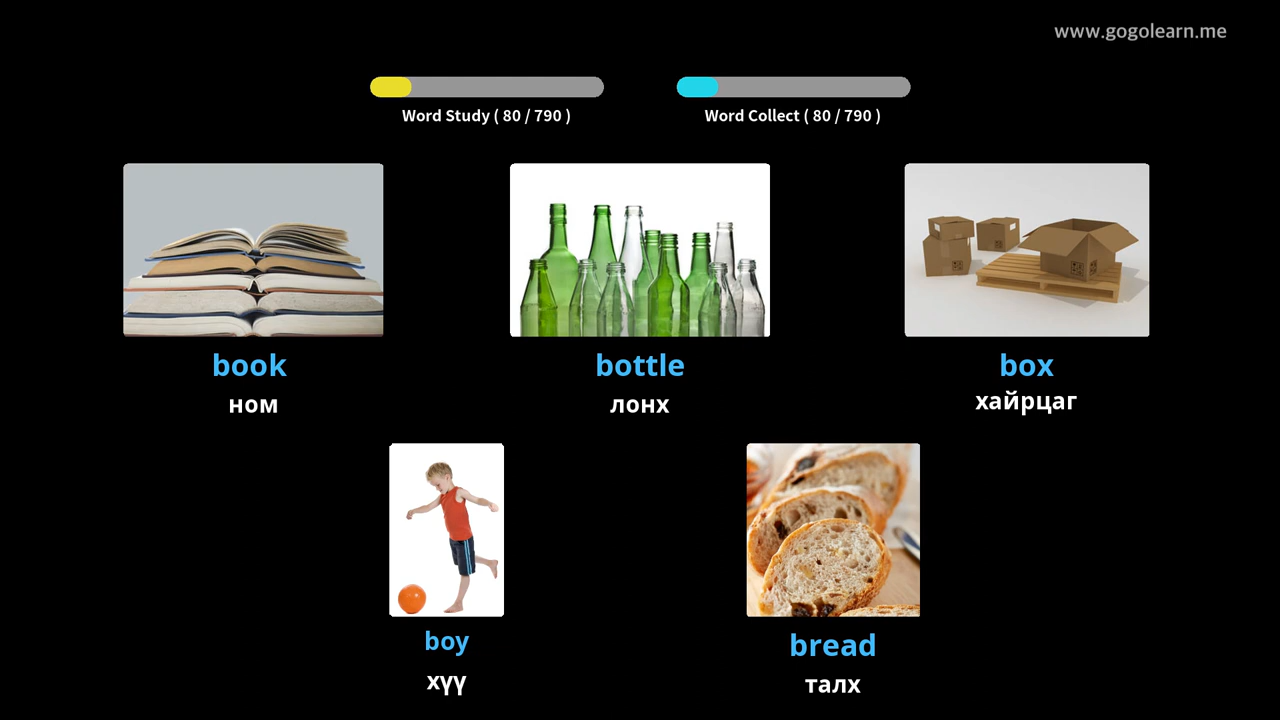 www.gogolearn.me
Word Study ( 80 / 790 )
Word Collect ( 80 / 790 )
book
bottle
box
ном
лонх
хайрцаг
boy
bread
хүү
талх